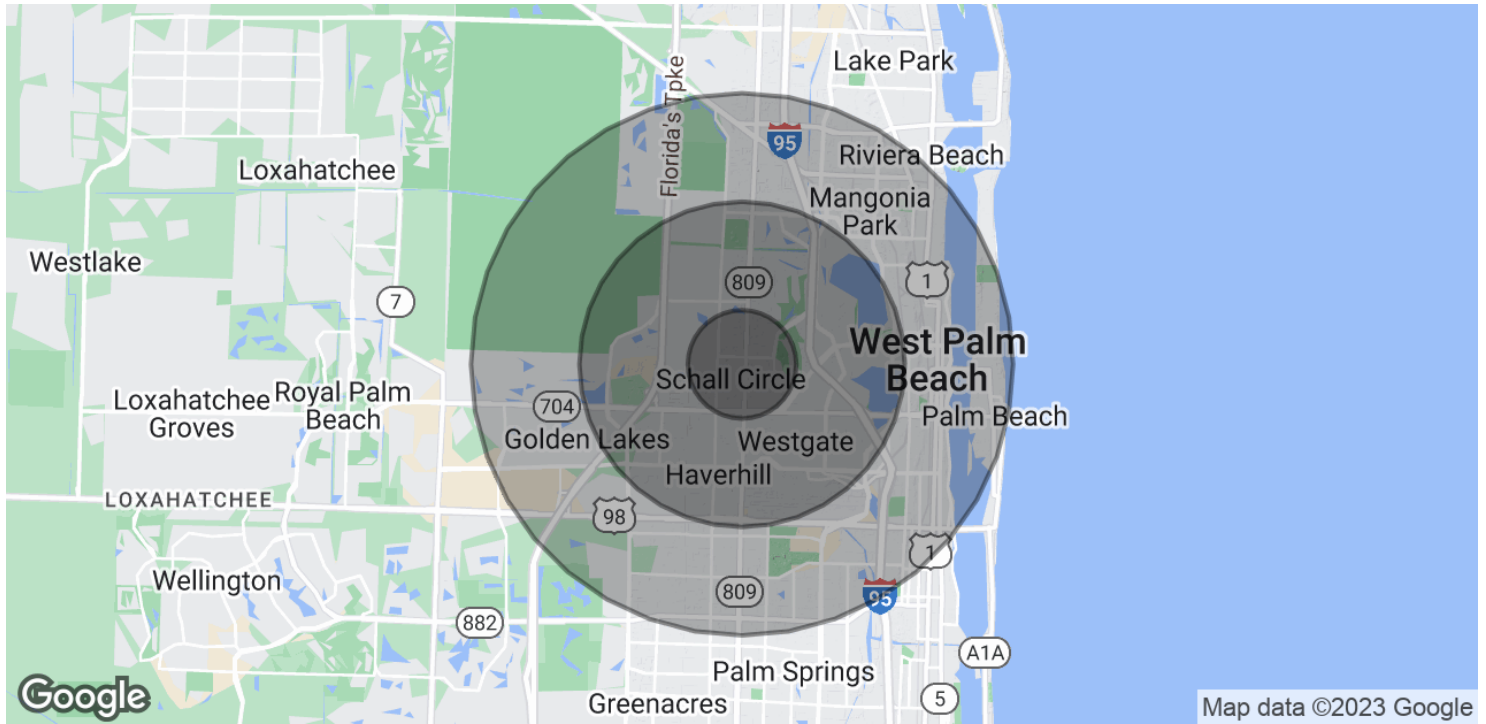 Lake Park
Florida's Tpke
95
Riviera Beach
Loxahatchee
Mangonia
Park
Westlake
809
1
7
West Palm
Beach
Schall Circle
Loxahatchee
Groves
Royal Palm
Beach
704
Palm Beach
Golden Lakes
Westgate
Haverhill
LOXAHATCHEE
98
1
Wellington
809
95
882
A1A
Palm Springs
Greenacres
5
Google
Map data ©2023 Google